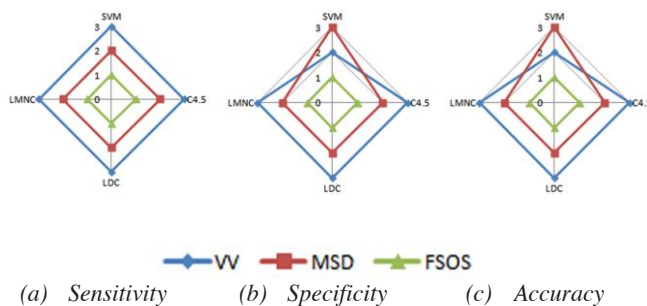 SVM
3
2
1
0
LMNC
C4.5
LDC
SVM
3
2
1
0
LMNC
C4.5
LDC
SVM
3
2
1
0
LMNC
C4.5
LDC
VV MSD FSOS
(a) Sensitivity (b) Specificity (c) Accuracy